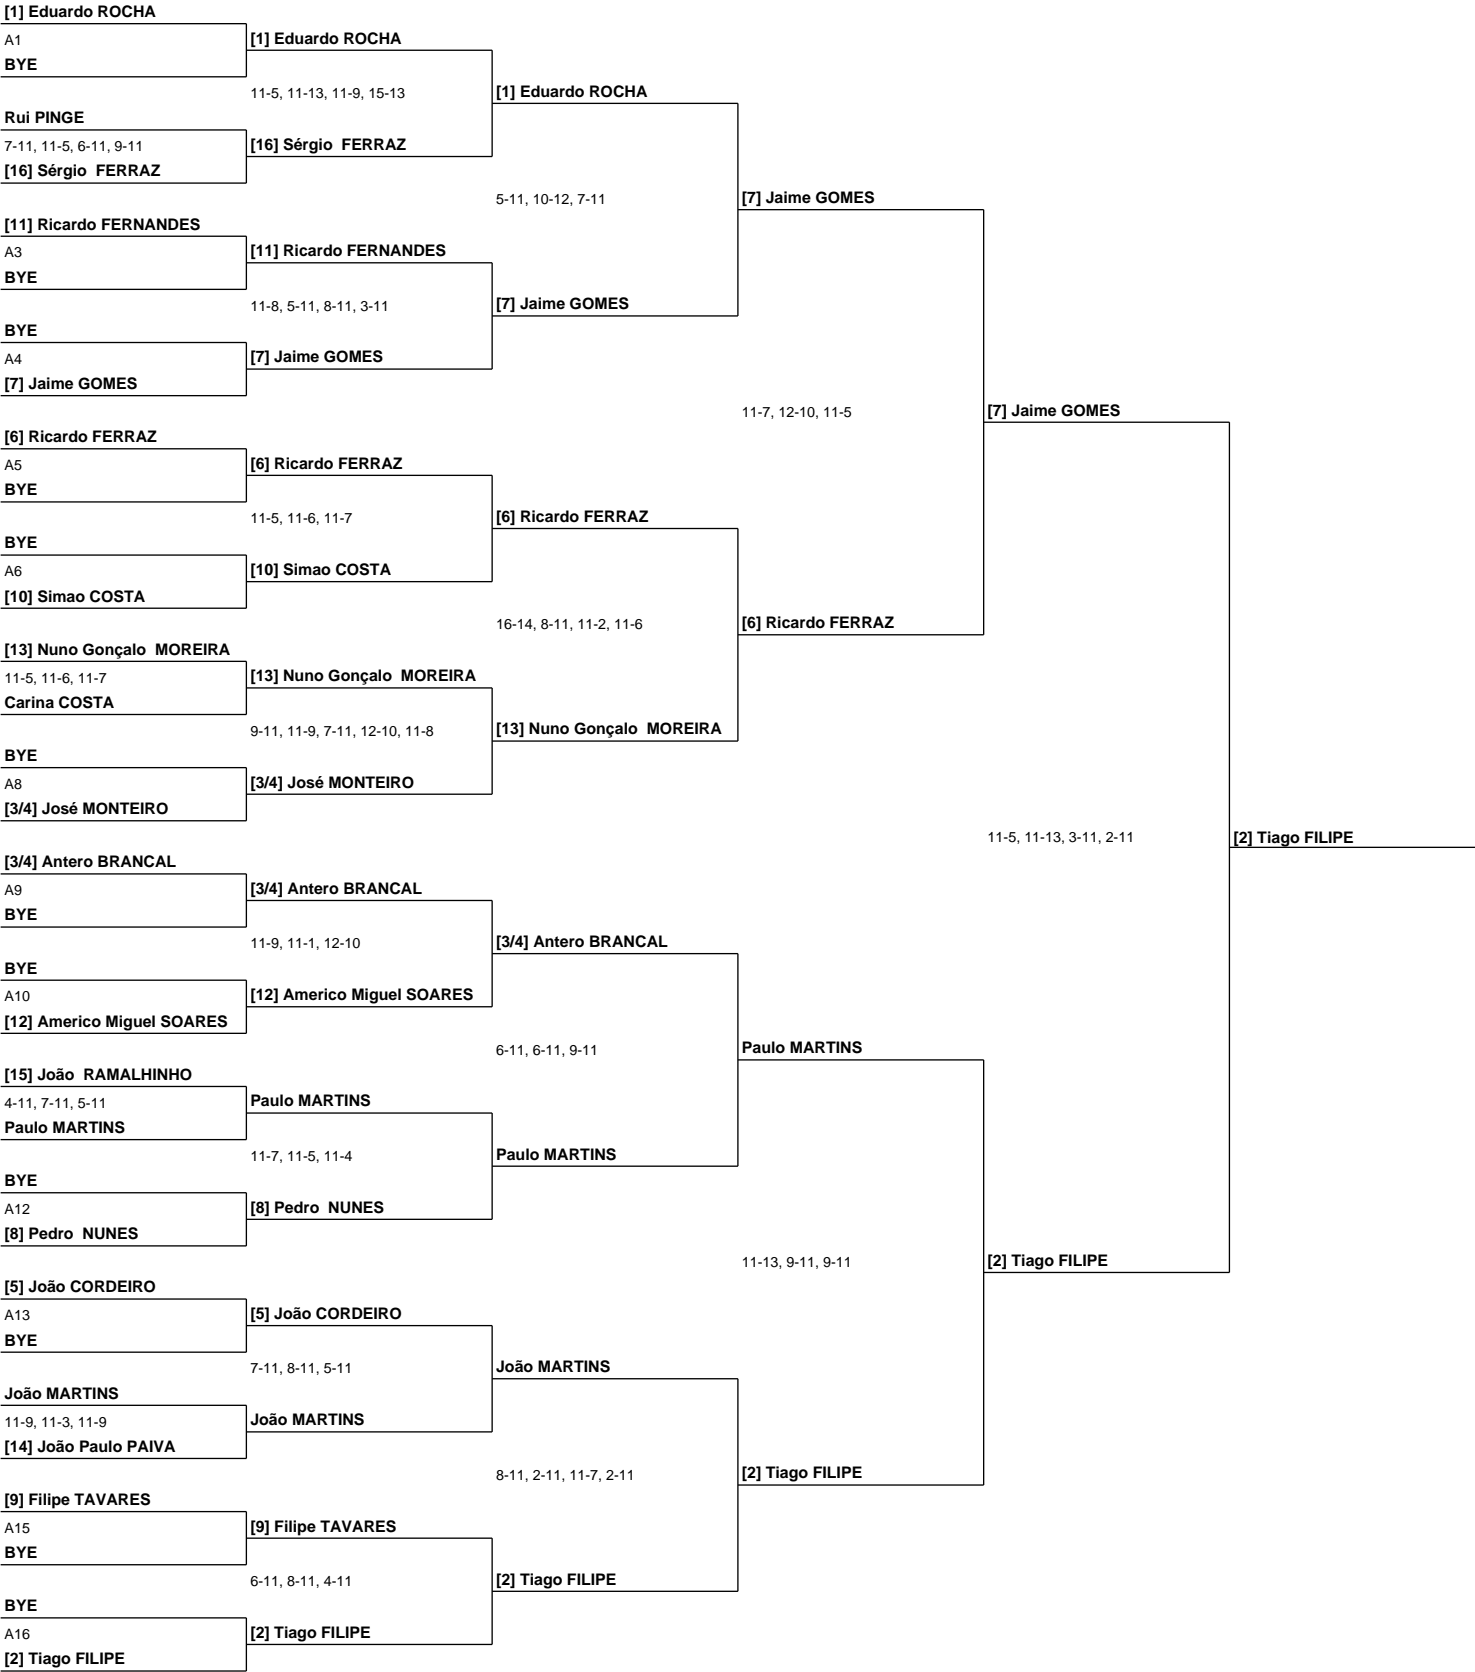 [1] Eduardo ROCHA
A1
[1] Eduardo ROCHA
BYE
11-5, 11-13, 11-9, 15-13
[1] Eduardo ROCHA
Rui PINGE
7-11, 11-5, 6-11, 9-11
[16] Sérgio  FERRAZ
[16] Sérgio  FERRAZ
5-11, 10-12, 7-11
[7] Jaime GOMES
[11] Ricardo FERNANDES
A3
[11] Ricardo FERNANDES
BYE
11-8, 5-11, 8-11, 3-11
[7] Jaime GOMES
BYE
A4
[7] Jaime GOMES
[7] Jaime GOMES
11-7, 12-10, 11-5
[7] Jaime GOMES
[6] Ricardo FERRAZ
A5
[6] Ricardo FERRAZ
BYE
11-5, 11-6, 11-7
[6] Ricardo FERRAZ
BYE
A6
[10] Simao COSTA
[10] Simao COSTA
16-14, 8-11, 11-2, 11-6
[6] Ricardo FERRAZ
[13] Nuno Gonçalo  MOREIRA
11-5, 11-6, 11-7
[13] Nuno Gonçalo  MOREIRA
Carina COSTA
9-11, 11-9, 7-11, 12-10, 11-8
[13] Nuno Gonçalo  MOREIRA
BYE
A8
[3/4] José MONTEIRO
[3/4] José MONTEIRO
11-5, 11-13, 3-11, 2-11
[2] Tiago FILIPE
[3/4] Antero BRANCAL
A9
[3/4] Antero BRANCAL
BYE
11-9, 11-1, 12-10
[3/4] Antero BRANCAL
BYE
A10
[12] Americo Miguel SOARES
[12] Americo Miguel SOARES
6-11, 6-11, 9-11
Paulo MARTINS
[15] João  RAMALHINHO
4-11, 7-11, 5-11
Paulo MARTINS
Paulo MARTINS
11-7, 11-5, 11-4
Paulo MARTINS
BYE
A12
[8] Pedro  NUNES
[8] Pedro  NUNES
11-13, 9-11, 9-11
[2] Tiago FILIPE
[5] João CORDEIRO
A13
[5] João CORDEIRO
BYE
7-11, 8-11, 5-11
João MARTINS
João MARTINS
11-9, 11-3, 11-9
João MARTINS
[14] João Paulo PAIVA
8-11, 2-11, 11-7, 2-11
[2] Tiago FILIPE
[9] Filipe TAVARES
A15
[9] Filipe TAVARES
BYE
6-11, 8-11, 4-11
[2] Tiago FILIPE
BYE
A16
[2] Tiago FILIPE
[2] Tiago FILIPE